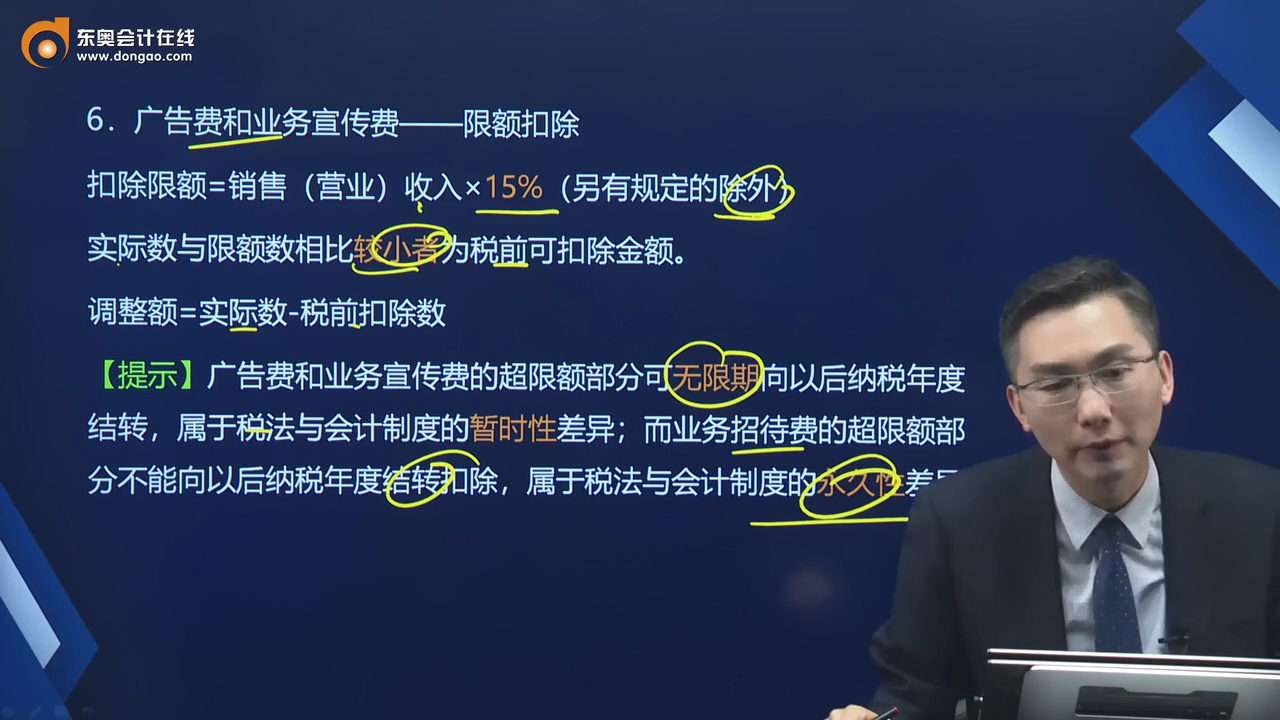 东奥会计在线
www.dongao.com
6．广告费和业务宣传费——限额扣除
扣除限额=销售（营业）收入×15%（另有规定的除外）
实际数与限额数相比较小者为税前可扣除金额。
调整额=实际数-税前扣除数
【提示】广告费和业务宣传费的超限额部分可无限期向以后纳税年度
结转，属于税法与会计制度的暂时性差异；而业务招待费的超限额部
分不能向以后纳税年度结转扣除，属于税法与会计制度的永久性差异